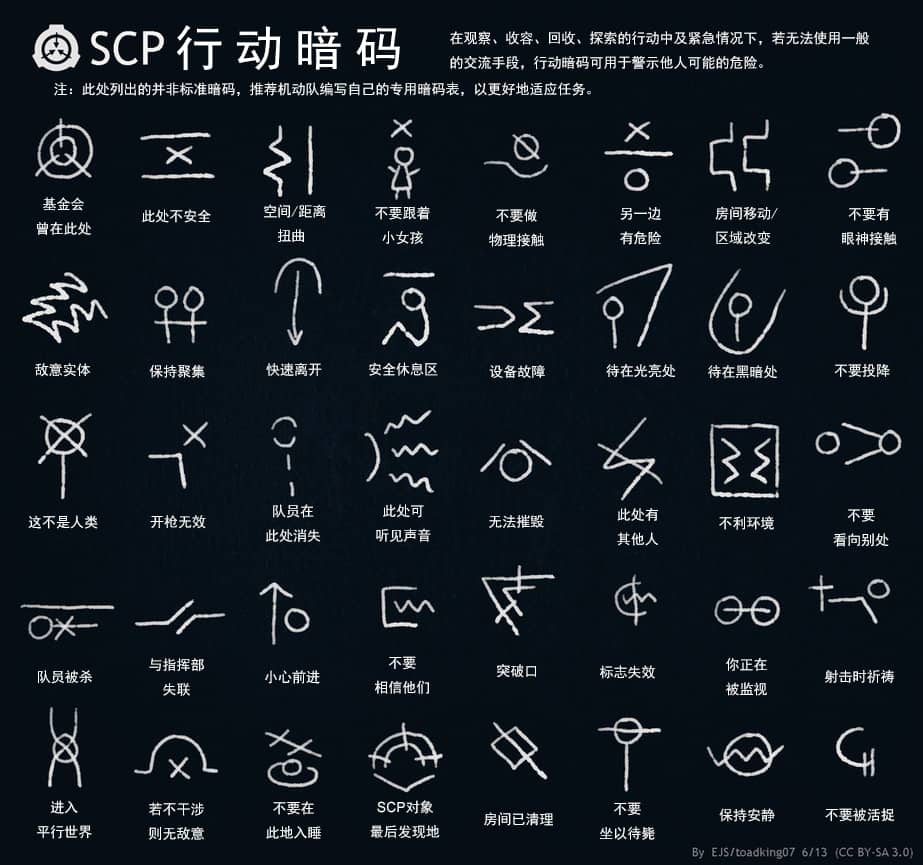 SCP行动暗码
在观察、收容、回收、探索的行动中及紧急情况下，若无法使用一般
的交流手段，行动暗码可用于警示他人可能的危险。
注：此处列出的并非标准暗码，推荐机动队编写自己的专用暗码表，以更好地适应任务。
基金会
曾在此处
此处不安全
空间/距离
扭曲
不要跟着
小女孩
不要做
物理接触
另一边
有危险
房间移动/
区域改变
不要有
眼神接触
敌意实体
保持聚集
快速离开
安全休息区
设备故障
待在光亮处
待在黑暗处
不要投降
这不是人类
开枪无效
队员在
此处消失
此处可
听见声音
无法摧毁
此处有
其他人
不利环境
不要
看向别处
队员被杀
与指挥部
失联
小心前进
不要
相信他们
突破口
标志失效
你正在
被监视
射击时祈祷
进入
平行世界
若不干涉
则无敌意
不要在
此地入睡
SCP对象
最后发现地
房间已清理
不要
坐以待毙
保持安静
不要被活捉
By EJS/toadking07 6/13 (CC BY-SA 3.0)